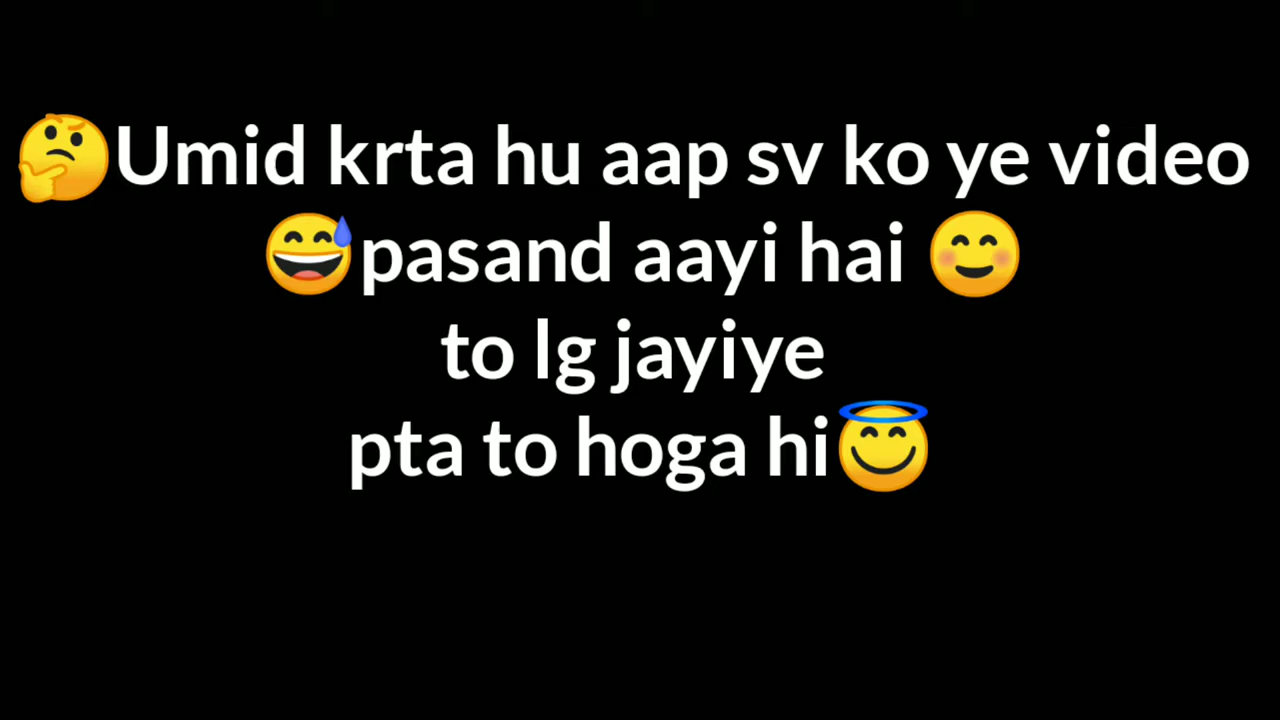 🤔Umid krta hu aap sv ko ye video
😅pasand aayi hai 😊
to lg jayiye
pta to hoga hi😇